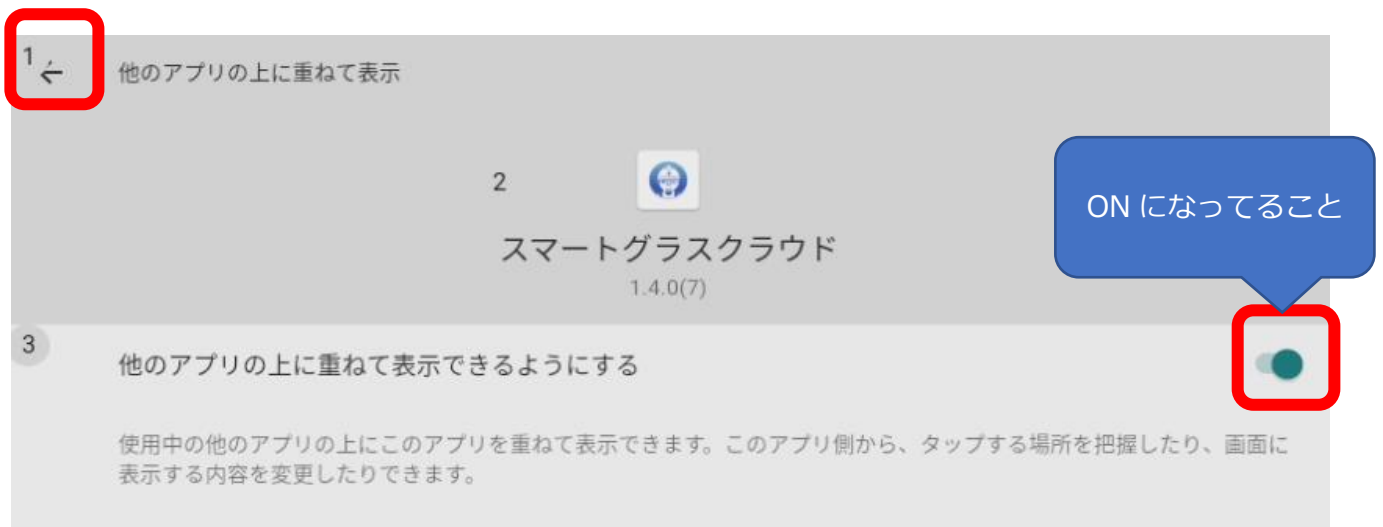 1
他のアプリの上に重ねて表示
2
ON になってること
スマートグラスクラウド
1.4.0(7)
3
他のアプリの上に重ねて表示できるようにする
使用中の他のアプリの上にこのアプリを重ねて表示できます。このアプリ側から、タップする場所を把握したり、画面に
表示する内容を変更したりできます。